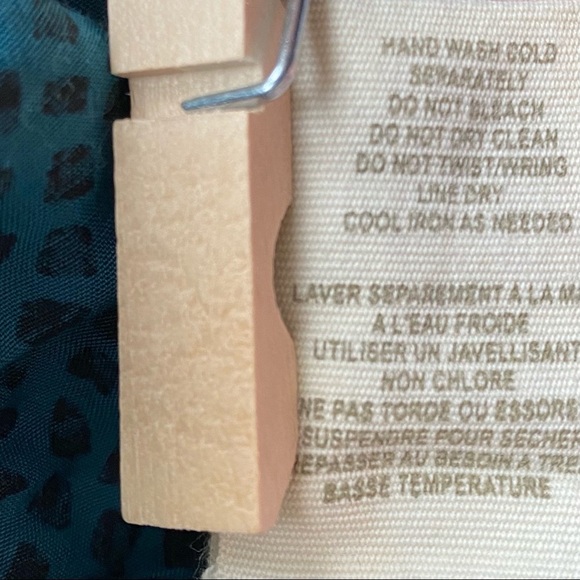 HAND WASH COLD
SEPARATELY
DO NOT BLEACH
DO NOT DRY CLEAN
DO NOT TWIST/WRING
LINE DRY
COOL IRON AS NEEDED
LAVER SEPAREMENT A LA M
A L'EAU FROIDE
UTILISER UN JAVELLISANT
NON CHLORE
NE PAS TORDE OU ESSORE
SUSPENDRE POUR SECHER
REPASSER AU BESOIN A TRE
BASSE TEMPERATURE